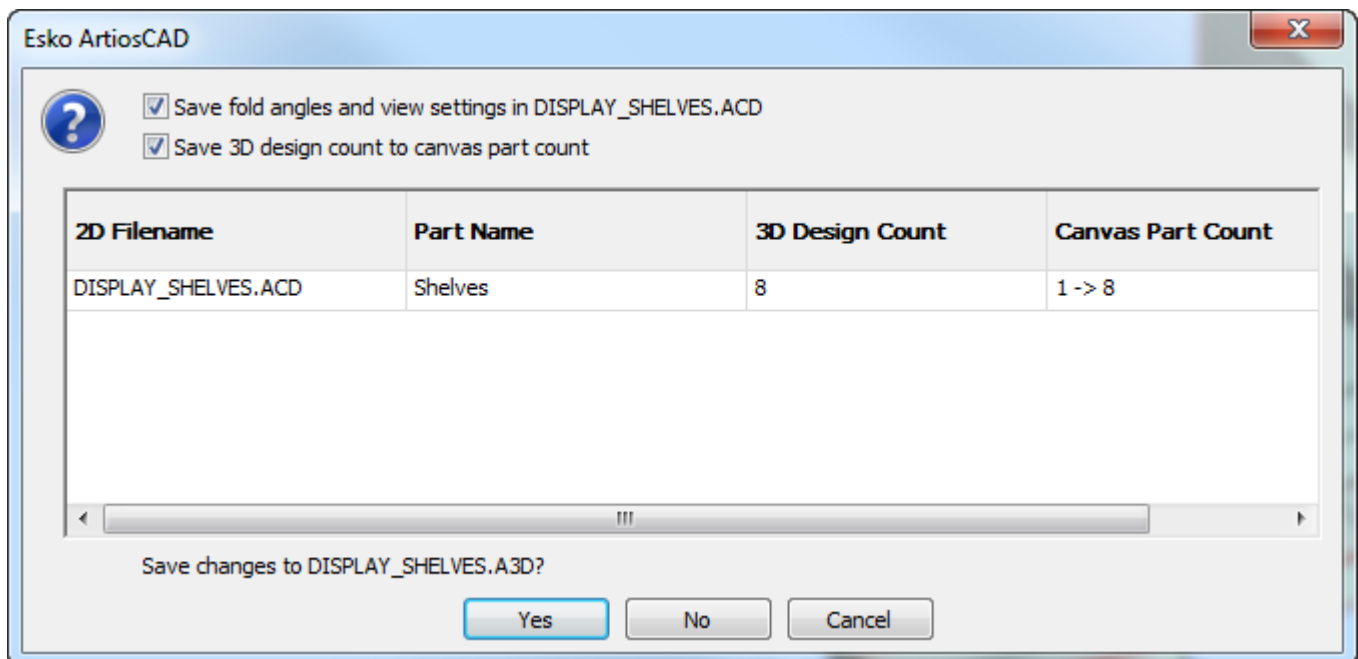 Esko ArtiosCAD
Save fold angles and view settings in DISPLAY_SHELVES.ACD
Save 3D design count to canvas part count
2D Filename Part Name 3D Design Count Canvas Part Count
DISPLAY_SHELVES.ACD Shelves 8 1 -> 8
Save changes to DISPLAY_SHELVES.A3D?
Yes No Cancel